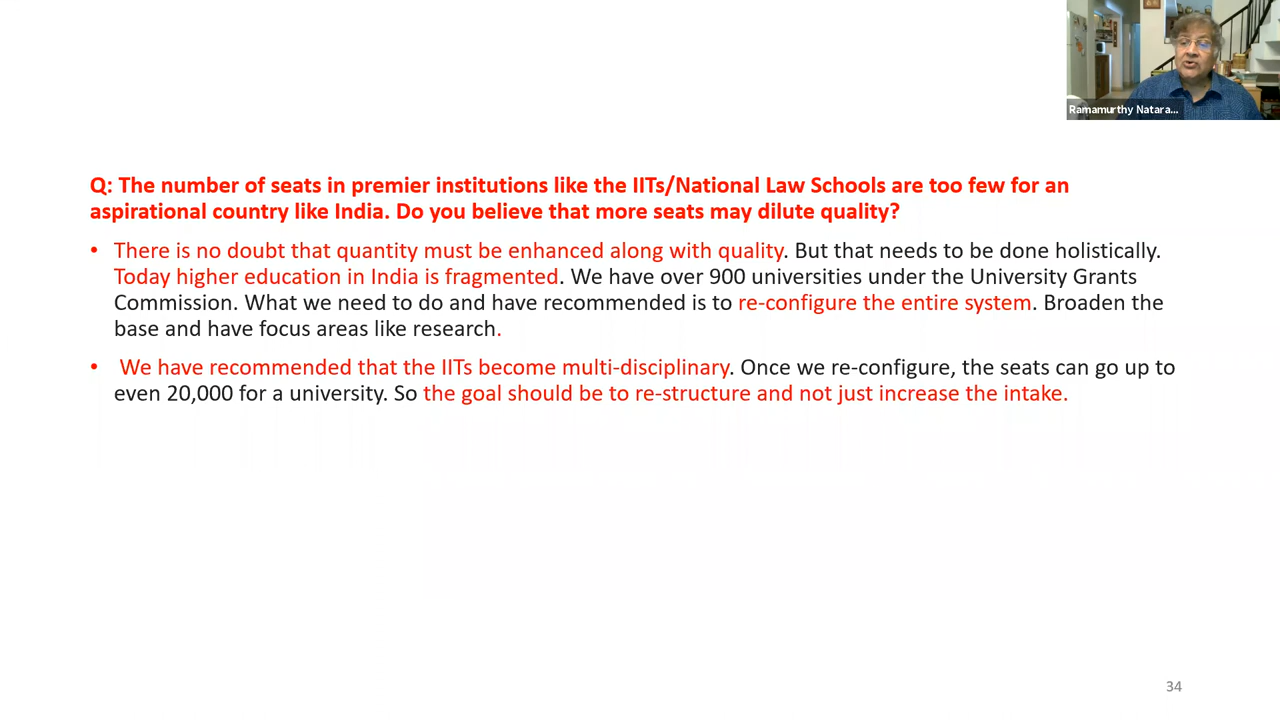 Ramamurthy Natara...
Q: The number of seats in premier institutions like the IITs/National Law Schools are too few for an
aspirational country like India. Do you believe that more seats may dilute quality?
• There is no doubt that quantity must be enhanced along with quality. But that needs to be done holistically.
Today higher education in India is fragmented. We have over 900 universities under the University Grants
Commission. What we need to do and have recommended is to re-configure the entire system. Broaden the
base and have focus areas like research.
• We have recommended that the IITs become multi-disciplinary. Once we re-configure, the seats can go up to
even 20,000 for a university. So the goal should be to re-structure and not just increase the intake.
34